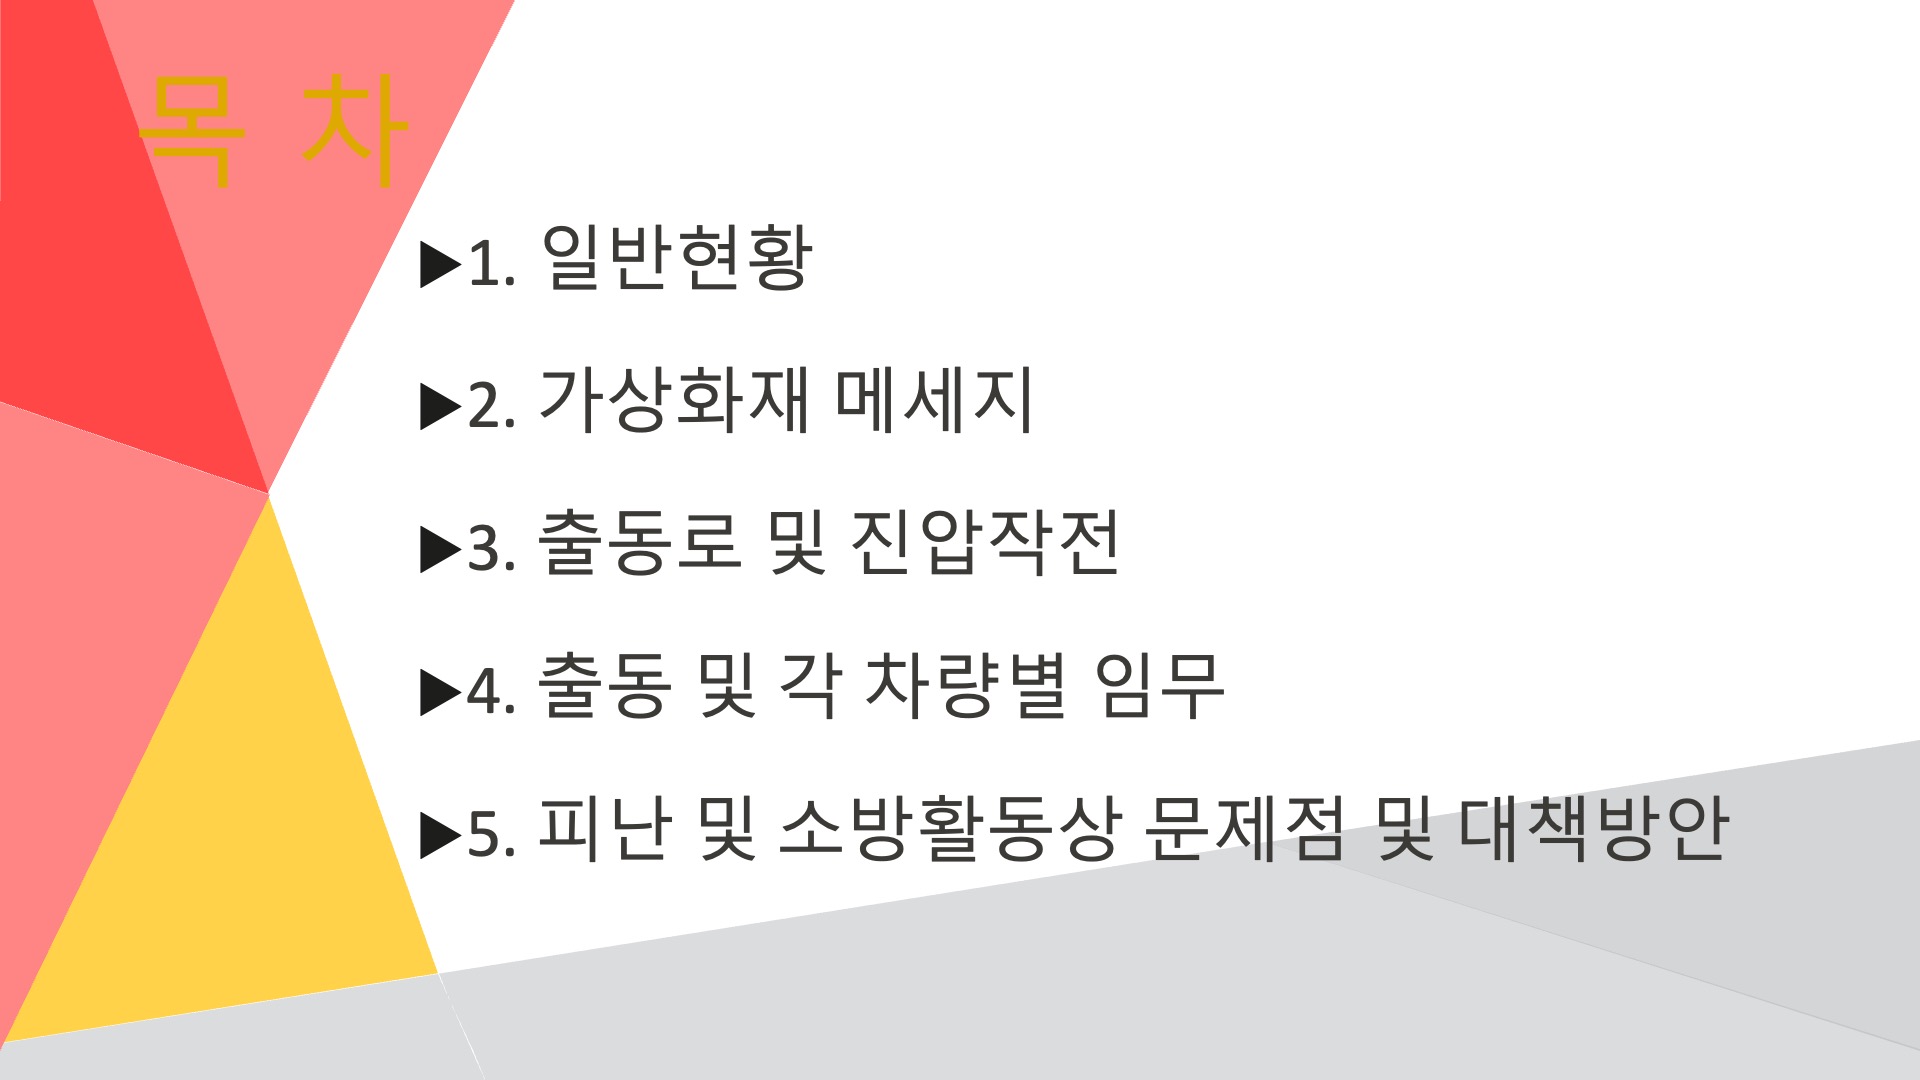 목 차
▶1. 일반현황
▶2. 가상화재 메세지
▶3. 출동로 및 진압작전
▶4. 출동 및 각 차량별 임무
▶5. 피난 및 소방활동상 문제점 및 대책방안